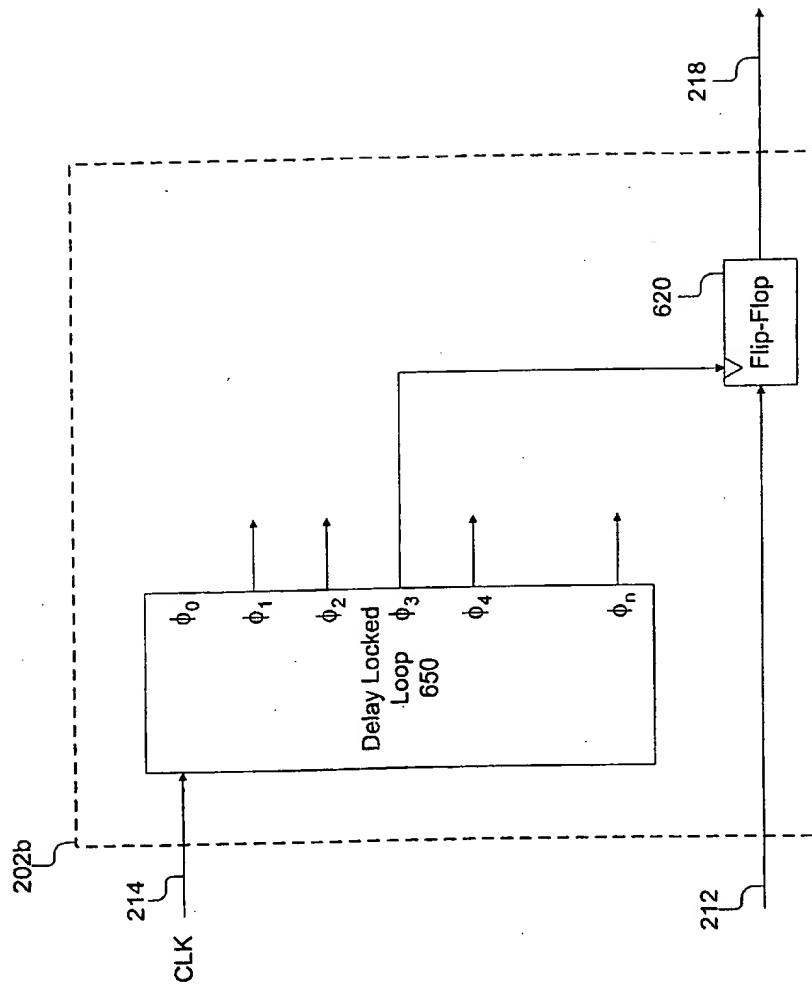 202b
CLK
214
ϕ0
ϕ1
ϕ2
ϕ3
ϕ4
ϕn
Delay Locked
Loop
650
212
620
Flip-Flop
218